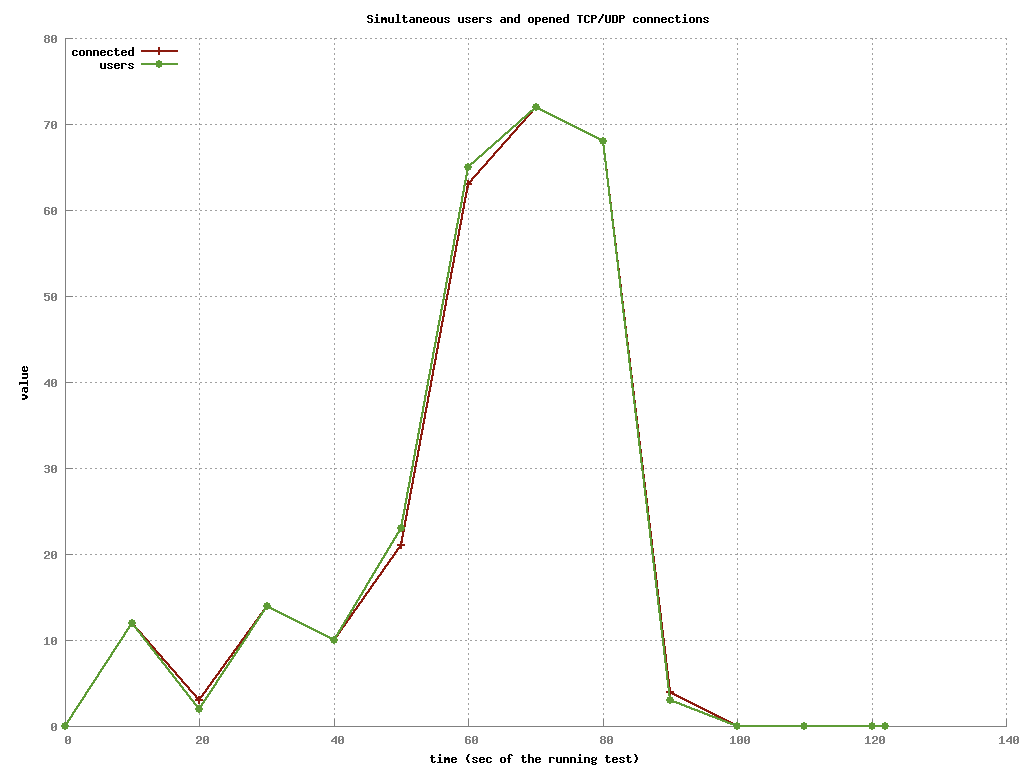 Simultaneous users and opened TCP/UDP connections
connected
users
80
70
60
50
40
30
20
10
0
value
0 20 40 60 80 100 120 140
time (sec of the running test)